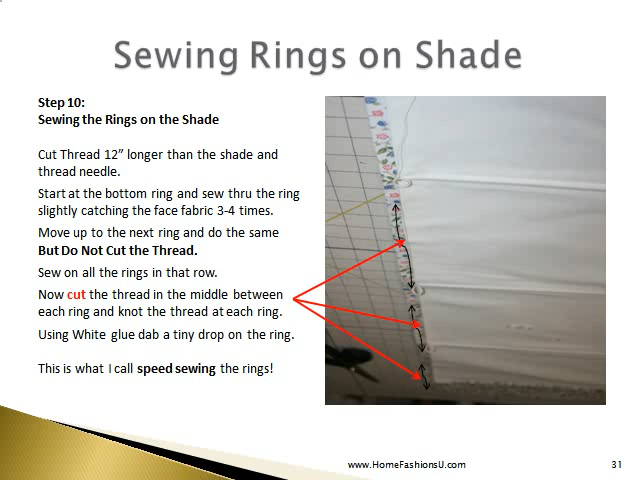 Sewing Rings on Shade
Step 10:
Sewing the Rings on the Shade
Cut Thread 12” longer than the shade and
thread needle.
Start at the bottom ring and sew thru the ring
slightly catching the face fabric 3-4 times.
Move up to the next ring and do the same
But Do Not Cut the Thread.
Sew on all the rings in that row.
Now cut the thread in the middle between
each ring and knot the thread at each ring.
Using White glue dab a tiny drop on the ring.
This is what I call speed sewing the rings!
www.HomeFashionsU.com
31